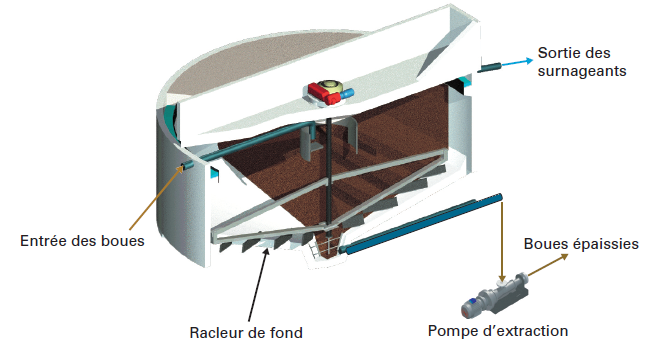 Sortie des
surnageants
Entrée des boues
Boues épaissies
Racleur de fond
Pompe d'extraction